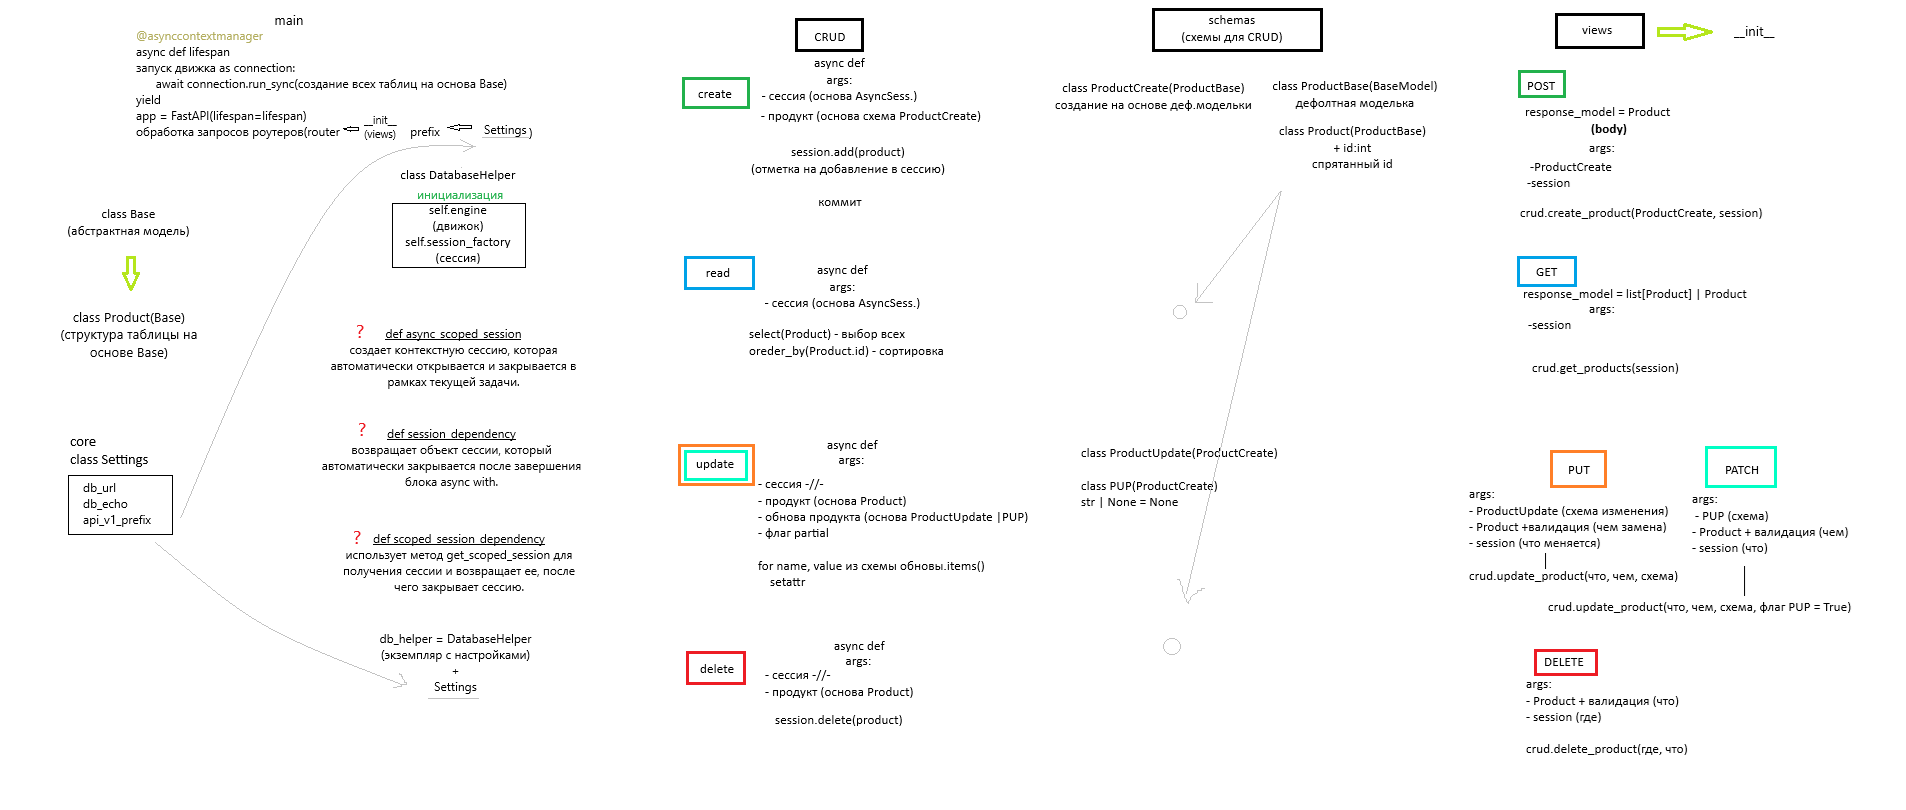 main
@asynccontextmanager
async def lifespan
запуск движка as connection:
await connection.run_sync(создание всех таблиц на основа Base)
yield
app = FastAPI(lifespan=lifespan)
обработка запросов роутеров(router __init__ (views) prefix Settings )
class DatabaseHelper
инициализация
self.engine
(движок)
self.session_factory
(сессия)
class Base
(абстрактная модель)
class Product(Base)
(структура таблицы на
основе Base)
? def async_scoped_session
создает контекстную сессию, которая
автоматически открывается и закрывается в
рамках текущей задачи.
? def session_dependency
возвращает объект сессии, который
автоматически закрывается после завершения
блока async with.
core
class Settings
db_url
db_echo
api_v1_prefix
? def scoped_session_dependency
использует метод get_scoped_session для
получения сессии и возвращает ее, после
чего закрывает сессию.
db_helper = DatabaseHelper
(экземпляр с настройками)
+
Settings
CRUD
create
async def
args:
- сессия (основа AsyncSess.)
- продукт (основа схема ProductCreate)
session.add(product)
(отметка на добавление в сессию)
коммит
read
async def
args:
- сессия (основа AsyncSess.)
select(Product) - выбор всех
oreder_by(Product.id) - сортировка
update
async def
args:
- сессия -//-
- продукт (основа Product)
- обнова продукта (основа ProductUpdate |PUP)
- флаг partial
for name, value из схемы обновы.items()
setattr
delete
async def
args:
- сессия -//-
- продукт (основа Product)
session.delete(product)
schemas
(схемы для CRUD)
class ProductCreate(ProductBase)
создание на основе деф.модельки
class ProductBase(BaseModel)
дефолтная моделька
class Product(ProductBase)
+ id:int
спрятанный id
class ProductUpdate(ProductCreate)
class PUP(ProductCreate)
str | None = None
views
__init__
POST
response_model = Product
(body)
args:
-ProductCreate
-session
crud.create_product(ProductCreate, session)
GET
response_model = list[Product] | Product
args:
-session
crud.get_products(session)
PUT
args:
- ProductUpdate (схема изменения)
- Product +валидация (чем замена)
- session (что меняется)
crud.update_product(что, чем, схема)
PATCH
args:
- PUP (схема)
- Product + валидация (чем)
- session (что)
crud.update_product(что, чем, схема, флаг PUP = True)
DELETE
args:
- Product + валидация (что)
- session (где)
crud.delete_product(где, что)